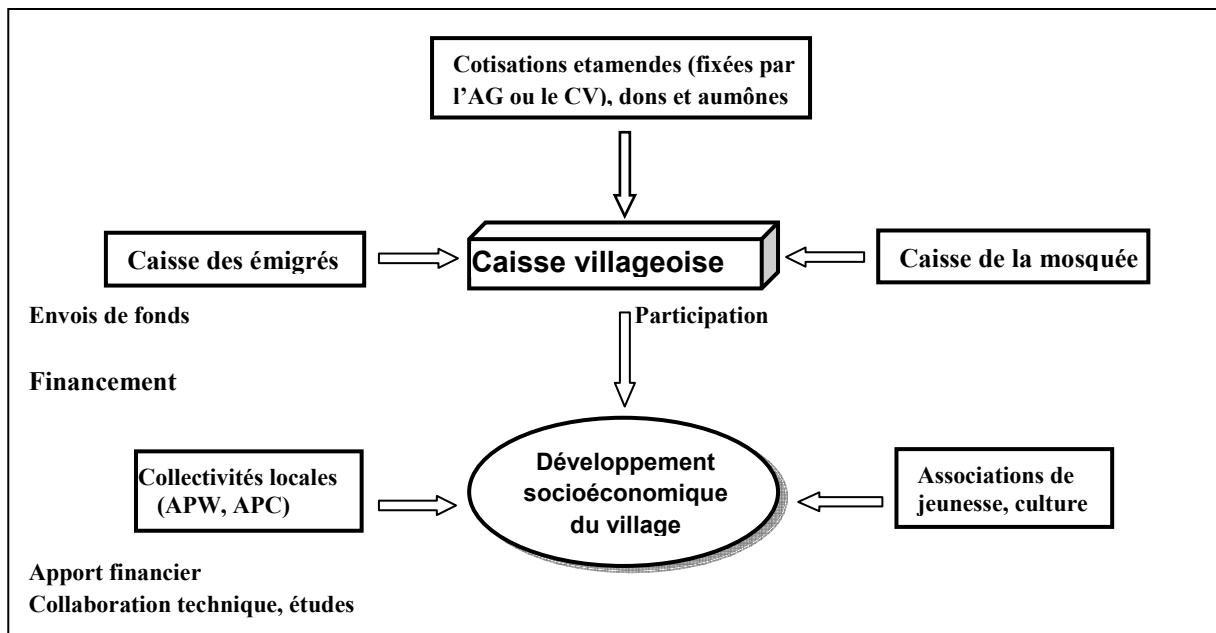 Cotisations etamendes (fixées par
l'AG ou le CV), dons et aumônes
Caisse des émigrés
Caisse villageoise
Caisse de la mosquée
Envois de fonds
Participation
Financement
Collectivités locales
(APW, APC)
Développement
socioéconomique
du village
Associations de
jeunesse, culture
Apport financier
Collaboration technique, études